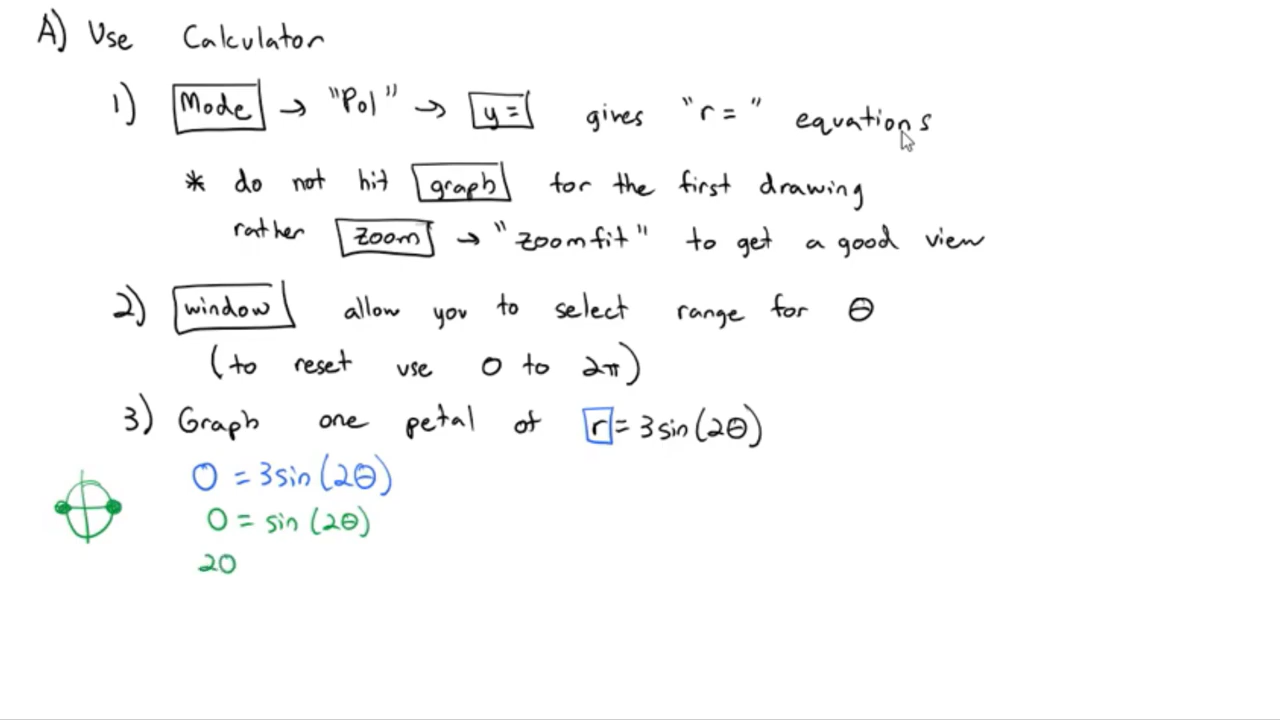 A) Use Calculator
1) Mode → "Pol" → y= gives "r=" equations
* do not hit graph for the first drawing
rather zoom → "zoomfit" to get a good view
2) window allow you to select range for θ
(to reset use 0 to 2π)
3) Graph one petal of r = 3sin(2θ)
0 = 3sin(2θ)
0 = sin(2θ)
20